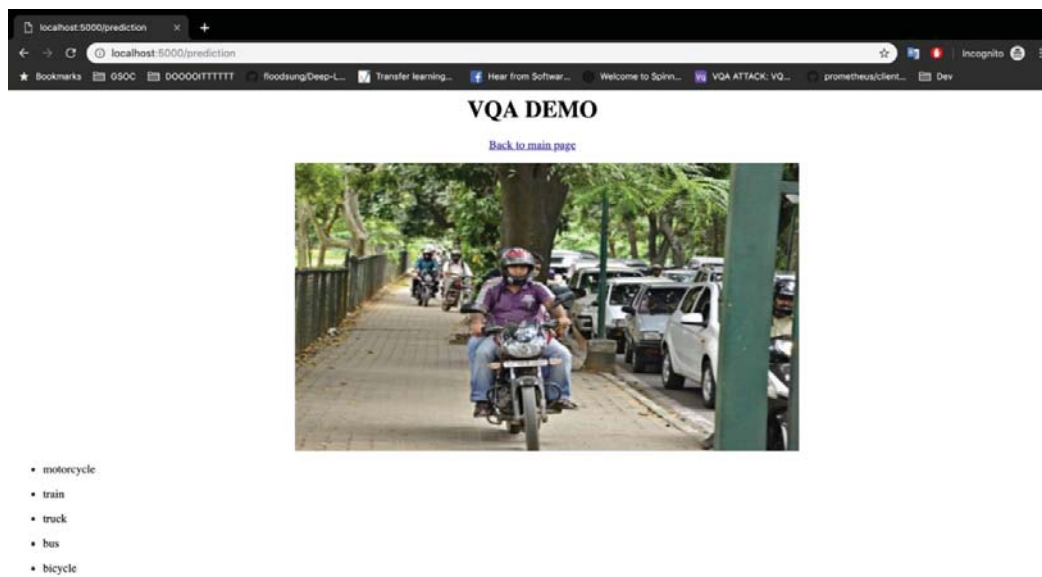 localhost:5000/prediction
localhost:5000/prediction
Incognito
Bookmarks GSOC DOOOOITTTTTT floodsung/Deep-L... Transfer learning... Hear from Softwar... Welcome to Spinn... Vg VQA ATTACK: VQ... prometheus/client... Dev
VQA DEMO
Back to main page
• motorcycle
• train
• truck
• bus
• bicycle